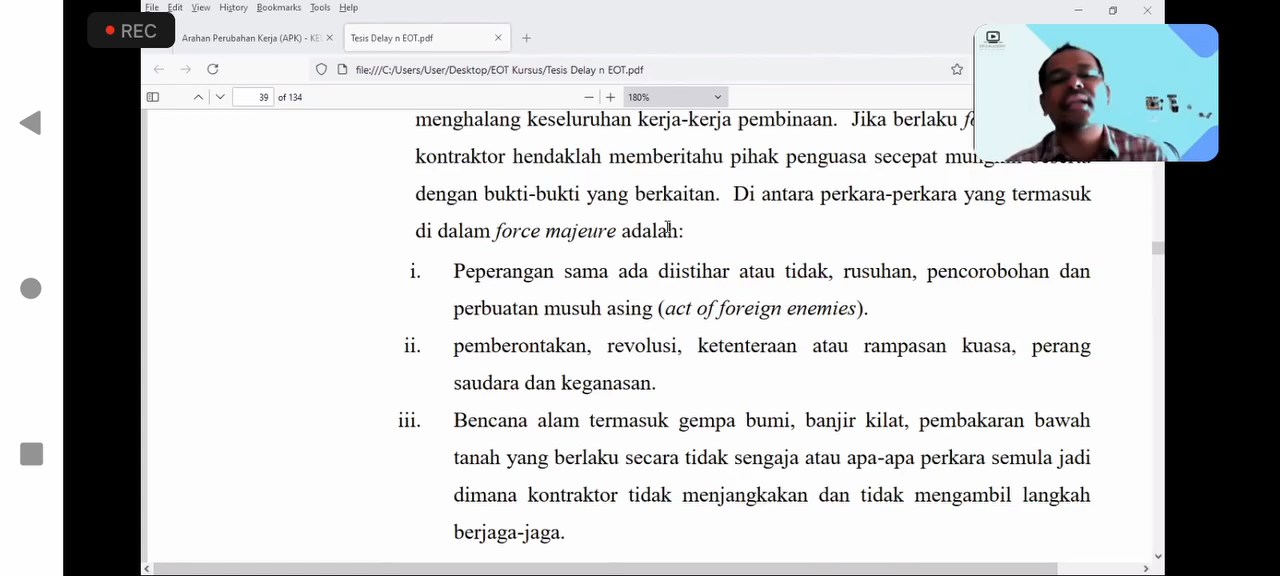 File Edit View History Bookmarks Tools Help
REC
Arahan Perubahan Kerja (APK) - KE
Tesis Delay n EOT.pdf
file:///C:/Users/User/Desktop/EOT Kursus/Tesis Delay n EOT.pdf
39 of 134
180%
menghalang keseluruhan kerja-kerja pembinaan. Jika berlaku
kontraktor hendaklah memberitahu pihak penguasa secepat
dengan bukti-bukti yang berkaitan. Di antara perkara-perkara yang termasuk
di dalam force majeure adalah:
i. Peperangan sama ada diistihar atau tidak, rusuhan, pencorobohan dan
perbuatan musuh asing (act of foreign enemies).
ii. pemberontakan, revolusi, ketenteraan atau rampasan kuasa, perang
saudara dan keganasan.
iii. Bencana alam termasuk gempa bumi, banjir kilat, pembakaran bawah
tanah yang berlaku secara tidak sengaja atau apa-apa perkara semula jadi
dimana kontraktor tidak menjangkakan dan tidak mengambil langkah
berjaga-jaga.